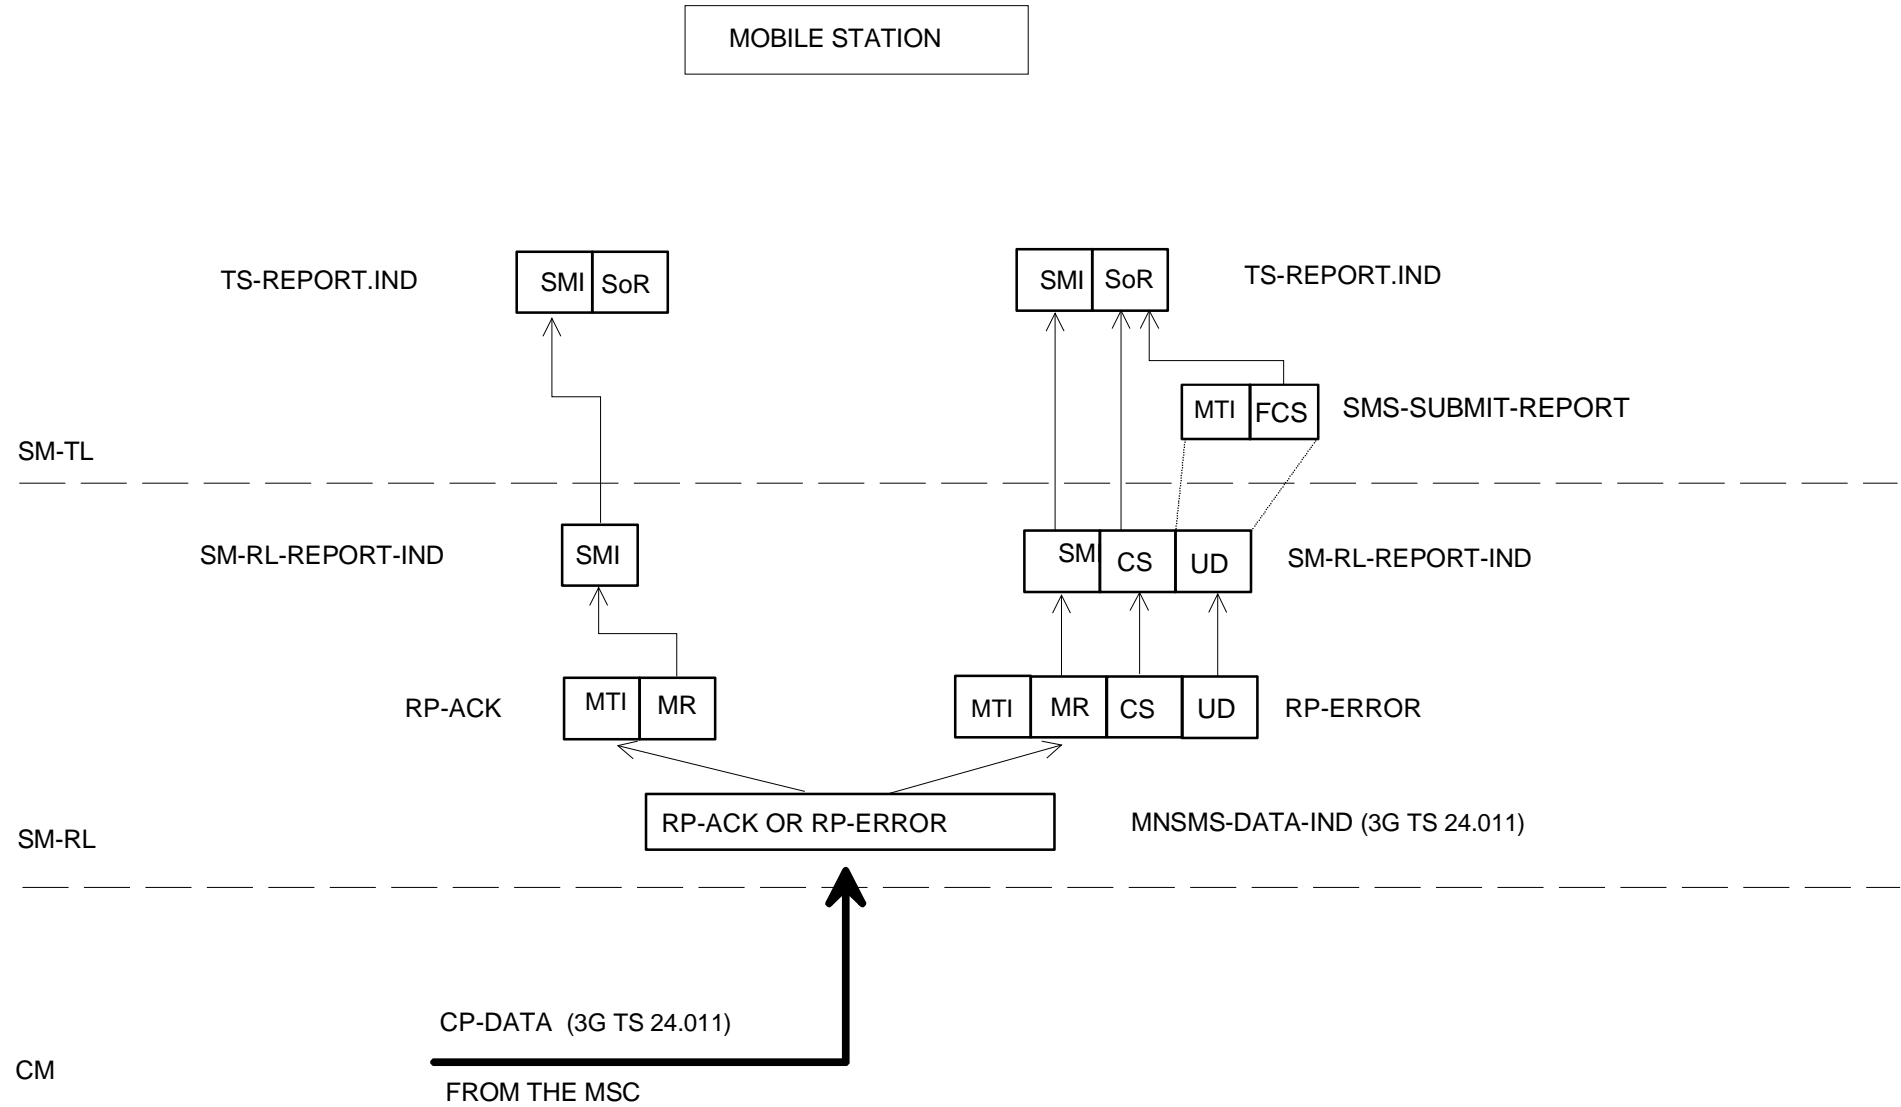 MOBILE STATION
TS-REPORT.IND SMI SoR SMI SoR TS-REPORT.IND
MTI FCS SMS-SUBMIT-REPORT
SM-TL
SM-RL-REPORT-IND SMI SMI CS UD SM-RL-REPORT-IND
RP-ACK MTI MR MTI MR CS UD RP-ERROR
RP-ACK OR RP-ERROR MNSMS-DATA-IND (3G TS 24.011)
SM-RL
CP-DATA (3G TS 24.011)
CM
FROM THE MSC